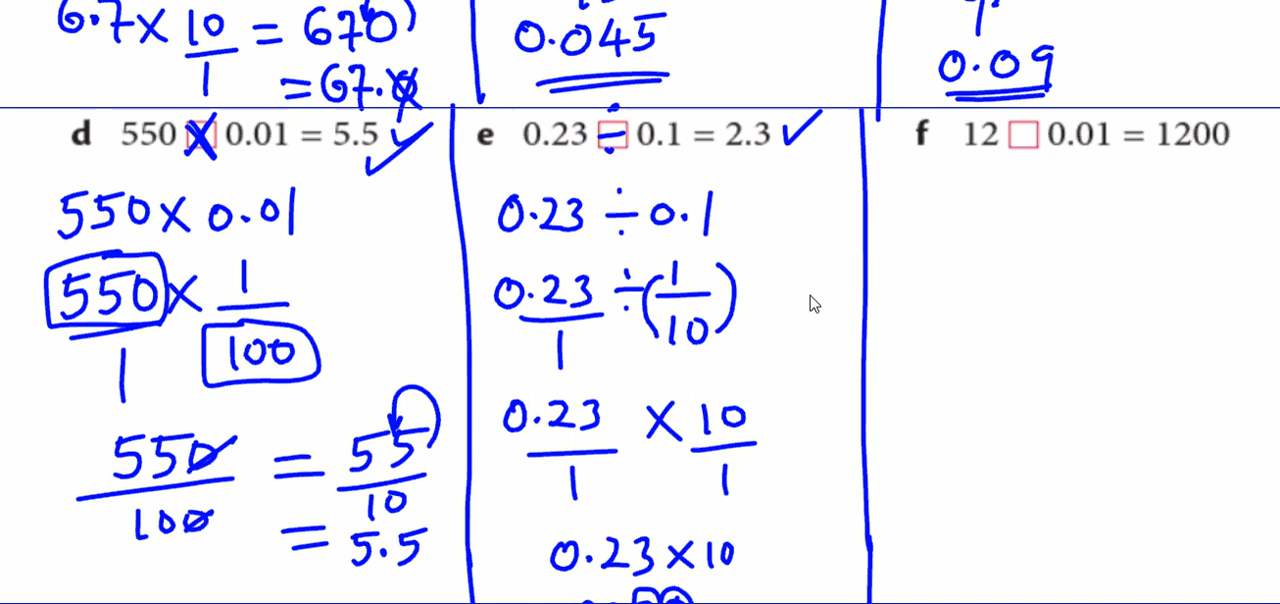 6.7 × 10/1 = 670
= 67.0
0.045
0.09
d 550 × 0.01 = 5.5 ✓
550 × 0.01
550/1 × 1/100
550/100 = 55/10
= 5.5
e 0.23 ÷ 0.1 = 2.3 ✓
0.23 ÷ 0.1
0.23/1 ÷ (1/10)
0.23/1 × 10/1
0.23 × 10
f 12 □ 0.01 = 1200